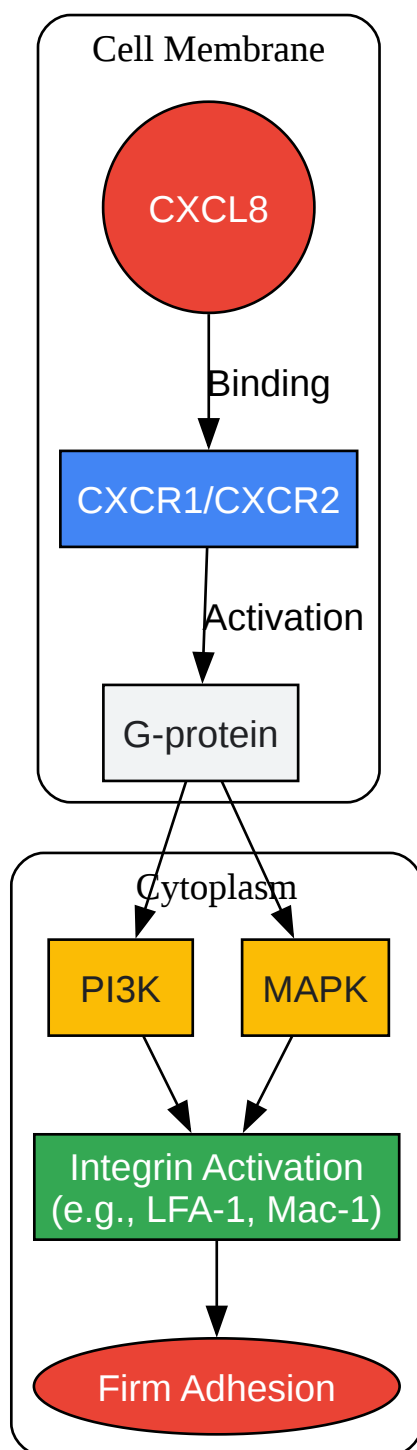 Cell Membrane
CXCL8
Binding
CXCR1/CXCR2
Activation
G-protein
Cytoplasm
PI3K
MAPK
Integrin Activation
(e.g., LFA-1, Mac-1)
Firm Adhesion